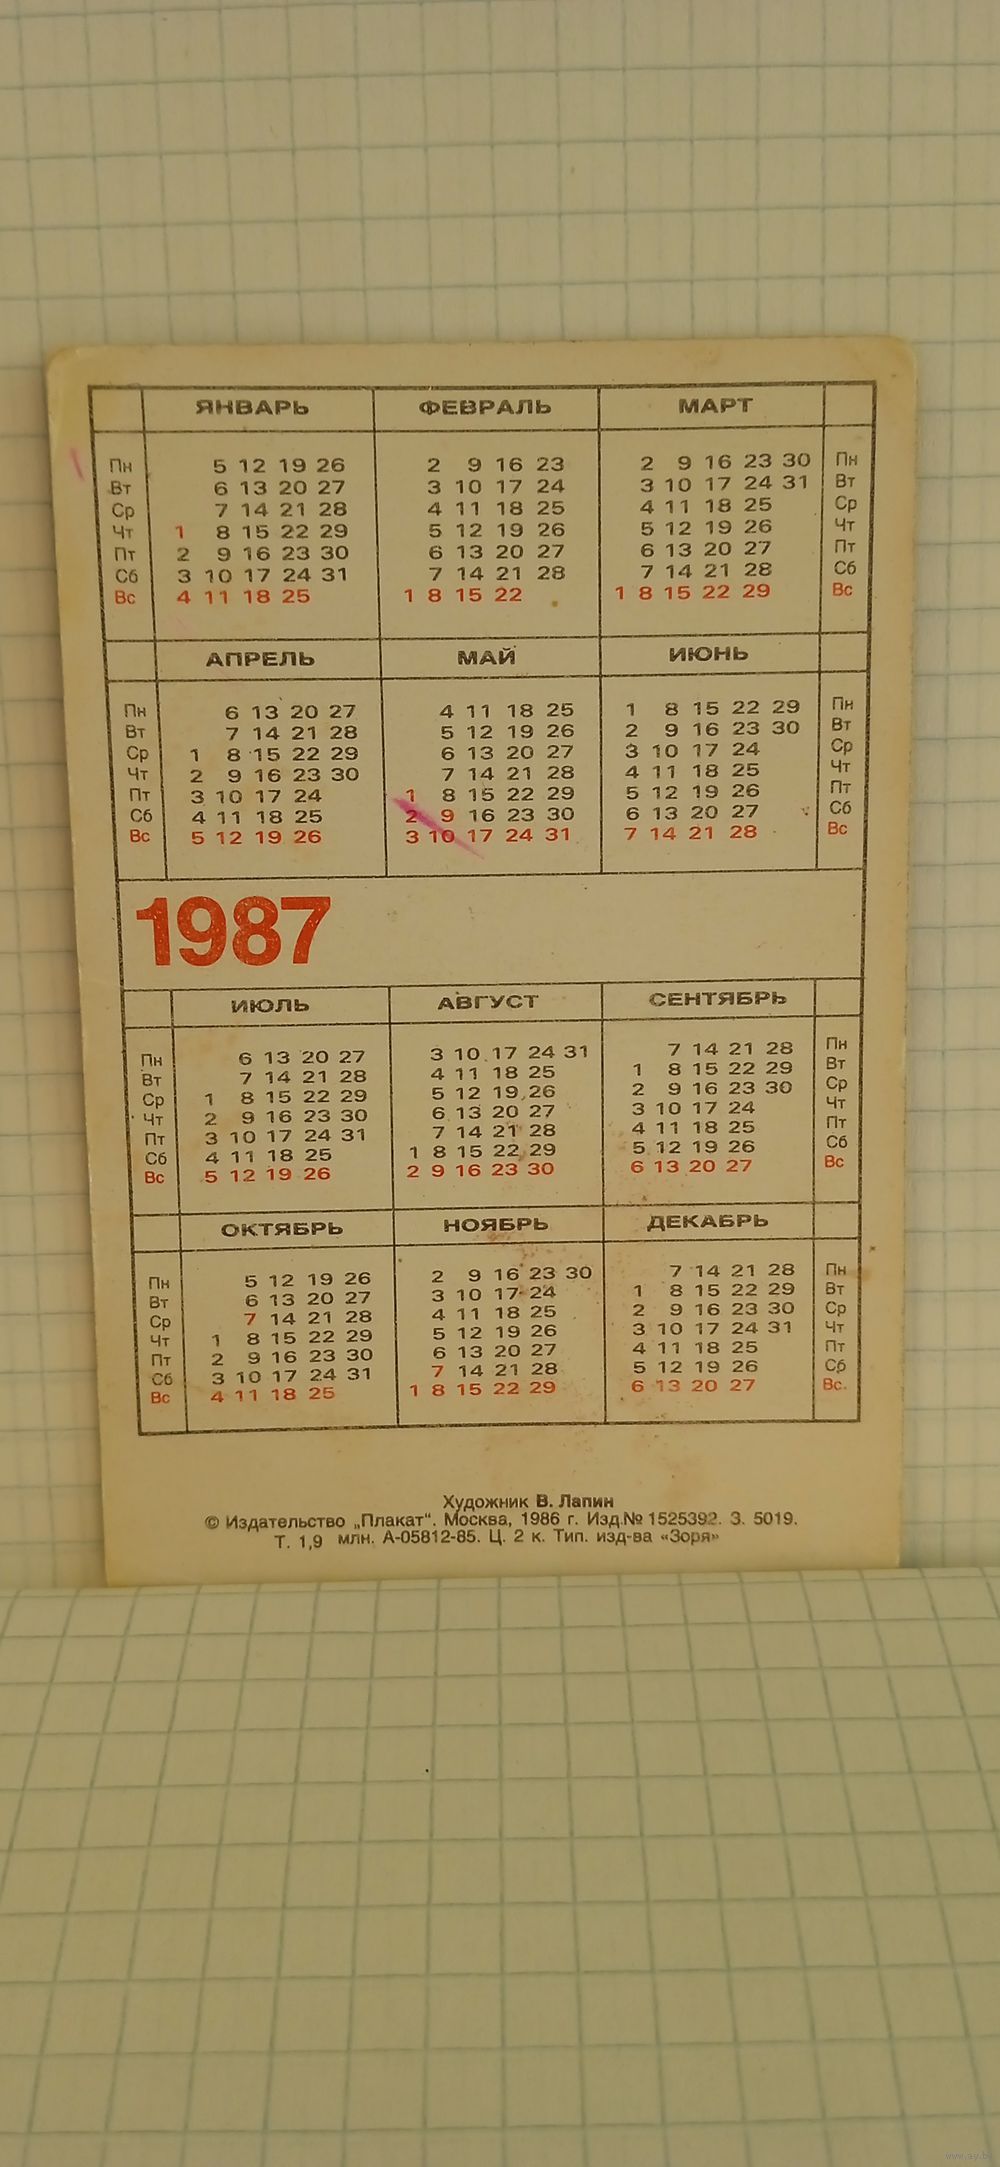 ЯНВАРЬ ФЕВРАЛЬ МАРТ
Пн 5 12 19 26 2 9 16 23 2 9 16 23 30 Пн
Вт 6 13 20 27 3 10 17 24 3 10 17 24 31 Вт
Ср 7 14 21 28 4 11 18 25 4 11 18 25 Ср
Чт 1 8 15 22 29 5 12 19 26 5 12 19 26 Чт
Пт 2 9 16 23 30 6 13 20 27 6 13 20 27 Пт
Сб 3 10 17 24 31 7 14 21 28 7 14 21 28 Сб
Вс 4 11 18 25 1 8 15 22 1 8 15 22 29 Вс
АПРЕЛЬ МАЙ ИЮНЬ
Пн 6 13 20 27 4 11 18 25 1 8 15 22 29 Пн
Вт 7 14 21 28 5 12 19 26 2 9 16 23 30 Вт
Ср 1 8 15 22 29 6 13 20 27 3 10 17 24 Ср
Чт 2 9 16 23 30 7 14 21 28 4 11 18 25 Чт
Пт 3 10 17 24 1 8 15 22 29 5 12 19 26 Пт
Сб 4 11 18 25 2 9 16 23 30 6 13 20 27 Сб
Вс 5 12 19 26 3 10 17 24 31 7 14 21 28 Вс
1987
ИЮЛЬ АВГУСТ СЕНТЯБРЬ
Пн 6 13 20 27 3 10 17 24 31 7 14 21 28 Пн
Вт 7 14 21 28 4 11 18 25 1 8 15 22 29 Вт
Ср 1 8 15 22 29 5 12 19 26 2 9 16 23 30 Ср
Чт 2 9 16 23 30 6 13 20 27 3 10 17 24 Чт
Пт 3 10 17 24 31 7 14 21 28 4 11 18 25 Пт
Сб 4 11 18 25 1 8 15 22 29 5 12 19 26 Сб
Вс 5 12 19 26 2 9 16 23 30 6 13 20 27 Вс
ОКТЯБРЬ НОЯБРЬ ДЕКАБРЬ
Пн 5 12 19 26 2 9 16 23 30 7 14 21 28 Пн
Вт 6 13 20 27 3 10 17 24 1 8 15 22 29 Вт
Ср 7 14 21 28 4 11 18 25 2 9 16 23 30 Ср
Чт 1 8 15 22 29 5 12 19 26 3 10 17 24 31 Чт
Пт 2 9 16 23 30 6 13 20 27 4 11 18 25 Пт
Сб 3 10 17 24 31 7 14 21 28 5 12 19 26 Сб
Вс 4 11 18 25 1 8 15 22 29 6 13 20 27 Вс.
Художник В. Лапин
© Издательство „Плакат“. Москва, 1986 г. Изд.№ 1525392. З. 5019.
Т. 1,9 млн. А-05812-85. Ц. 2 к. Тип. изд-ва «Зоря»
www.ay.by